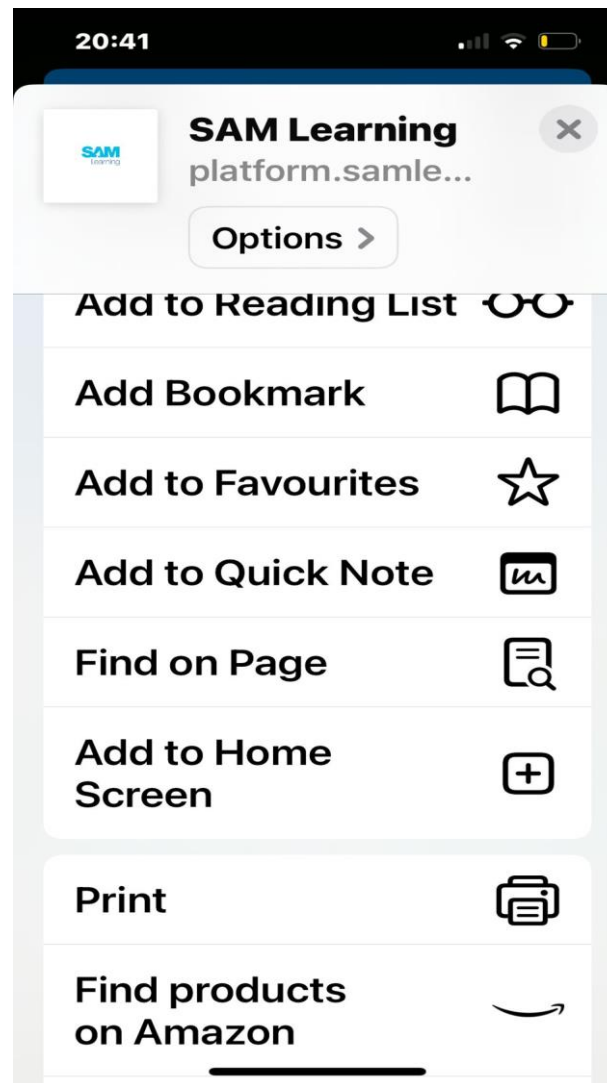 20:41
SAM Learning
SAM
Learning
platform.samle...
Options >
Add to Reading List
Add Bookmark
Add to Favourites
Add to Quick Note
Find on Page
Add to Home
Screen
Print
Find products
on Amazon